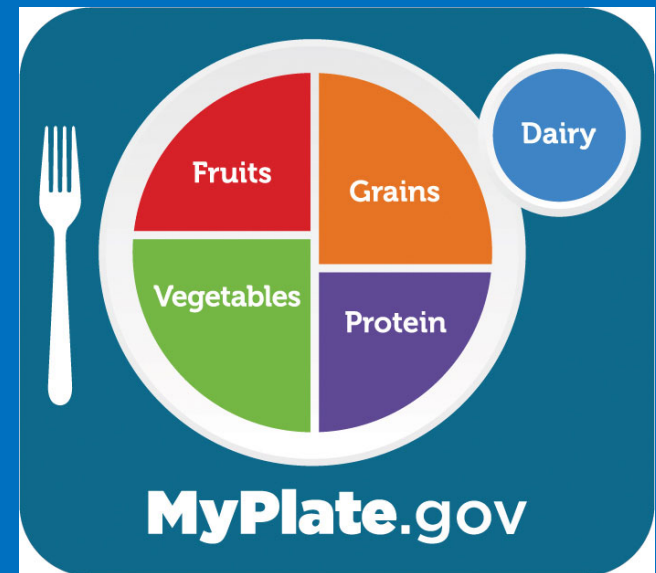 Dairy
Fruits
Grains
Vegetables
Protein
MyPlate.gov